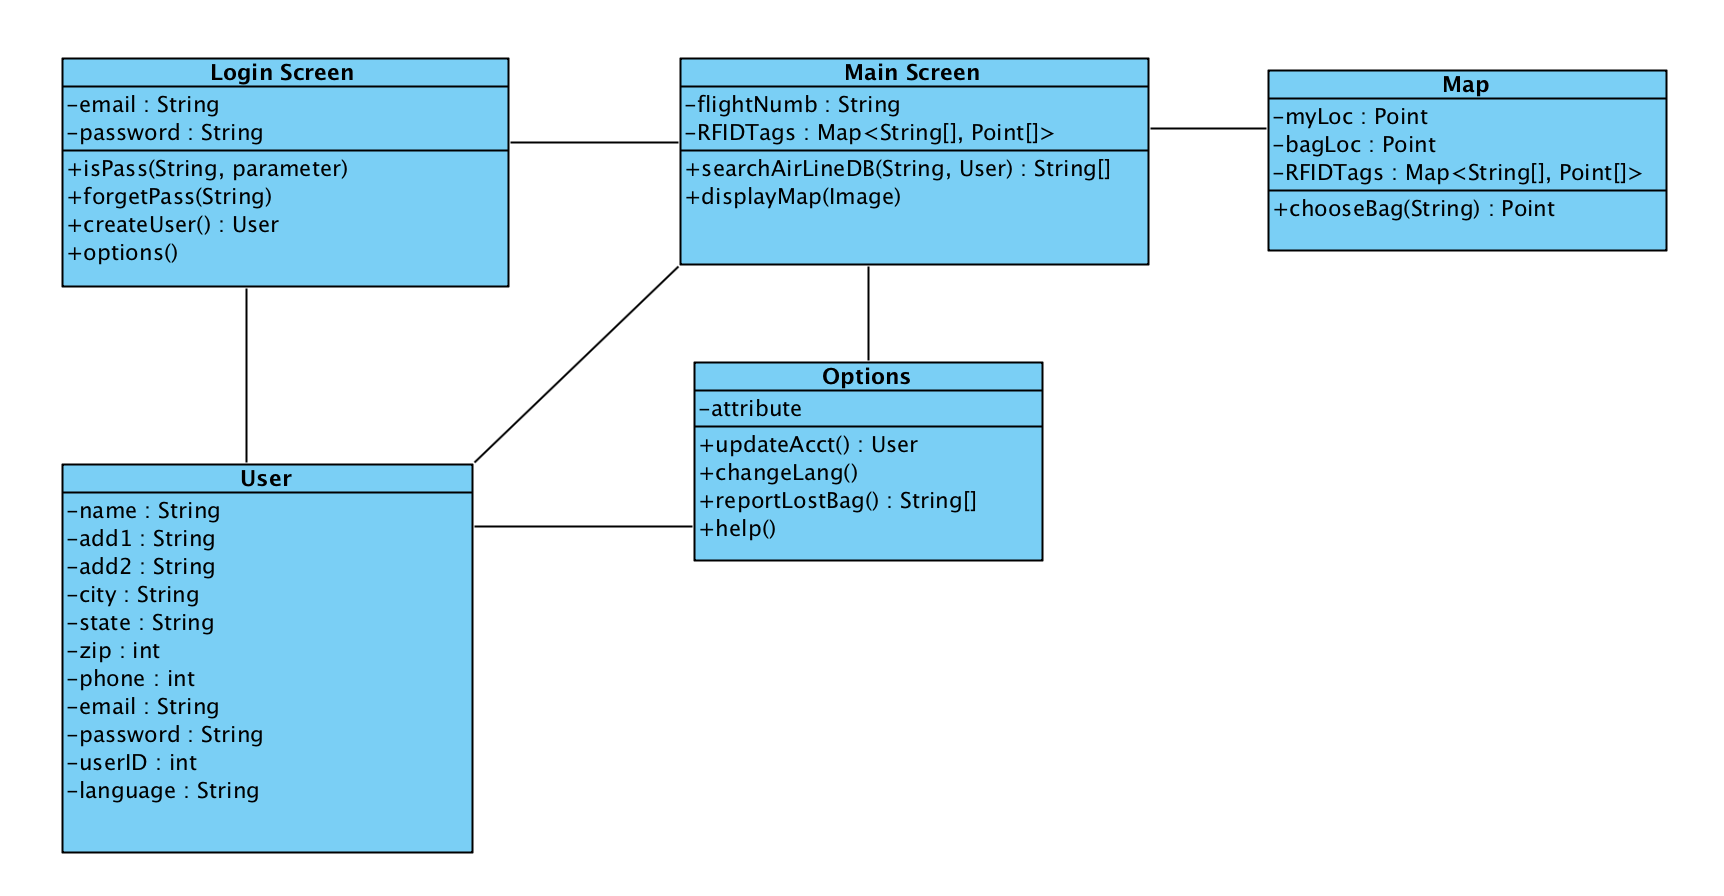 Login Screen
-email : String
-password : String
+isPass(String, parameter)
+forgetPass(String)
+createUser() : User
+options()
Main Screen
-flightNumb : String
-RFIDTags : Map<String[], Point[]>
+searchAirLineDB(String, User) : String[]
+displayMap(Image)
Map
-myLoc : Point
-bagLoc : Point
-RFIDTags : Map<String[], Point[]>
+chooseBag(String) : Point
Options
-attribute
+updateAcct() : User
+changeLang()
+reportLostBag() : String[]
+help()
User
-name : String
-add1 : String
-add2 : String
-city : String
-state : String
-zip : int
-phone : int
-email : String
-password : String
-userID : int
-language : String